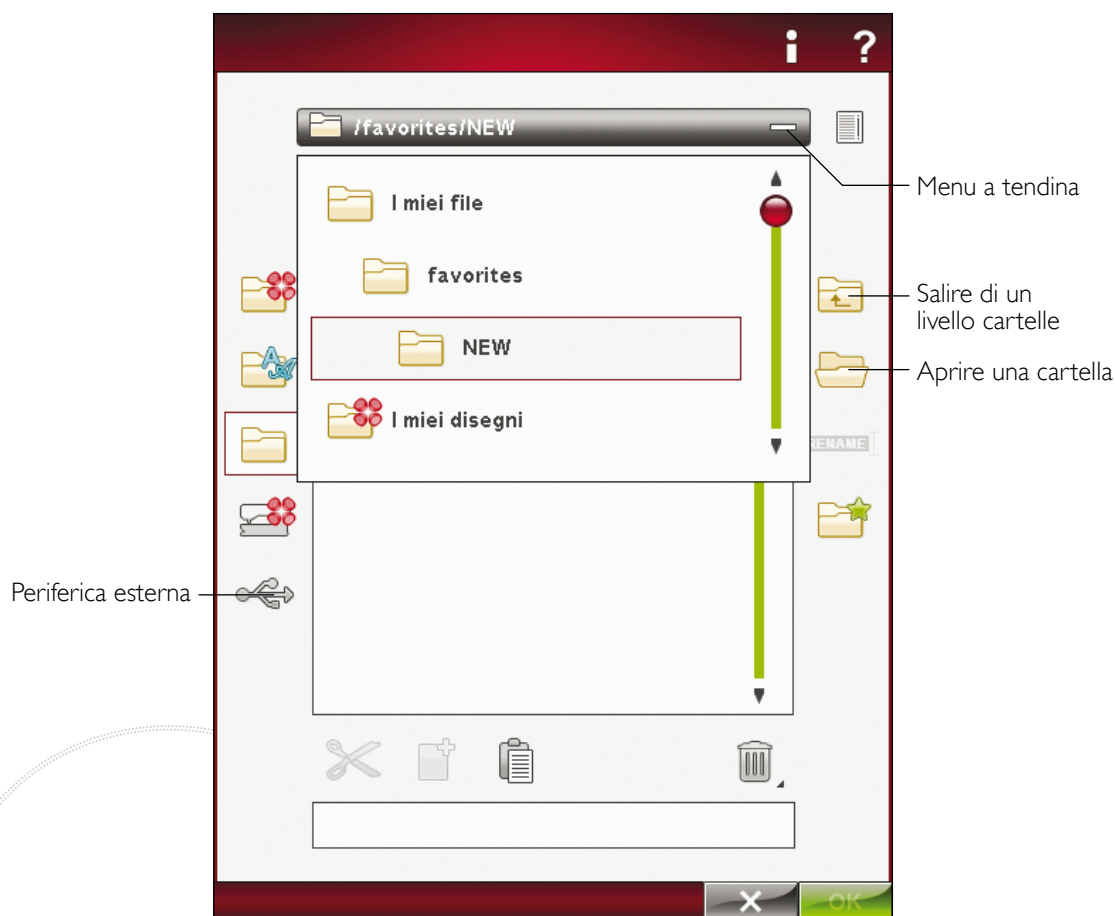 i ?
/favorites/NEW
Menu a tendina
I miei file
favorites
Salire di un
livello cartelle
NEW
Aprire una cartella
I miei disegni
RENAME
Periferica esterna
OK